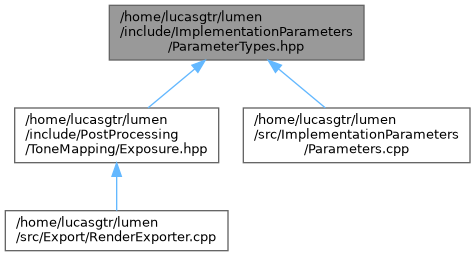 /home/lucasgtr/lumen
/include/ImplementationParameters
/ParameterTypes.hpp
/home/lucasgtr/lumen
/include/PostProcessing
/ToneMapping/Exposure.hpp
/home/lucasgtr/lumen
/src/ImplementationParameters
/Parameters.cpp
/home/lucasgtr/lumen
/src/Export/RenderExporter.cpp